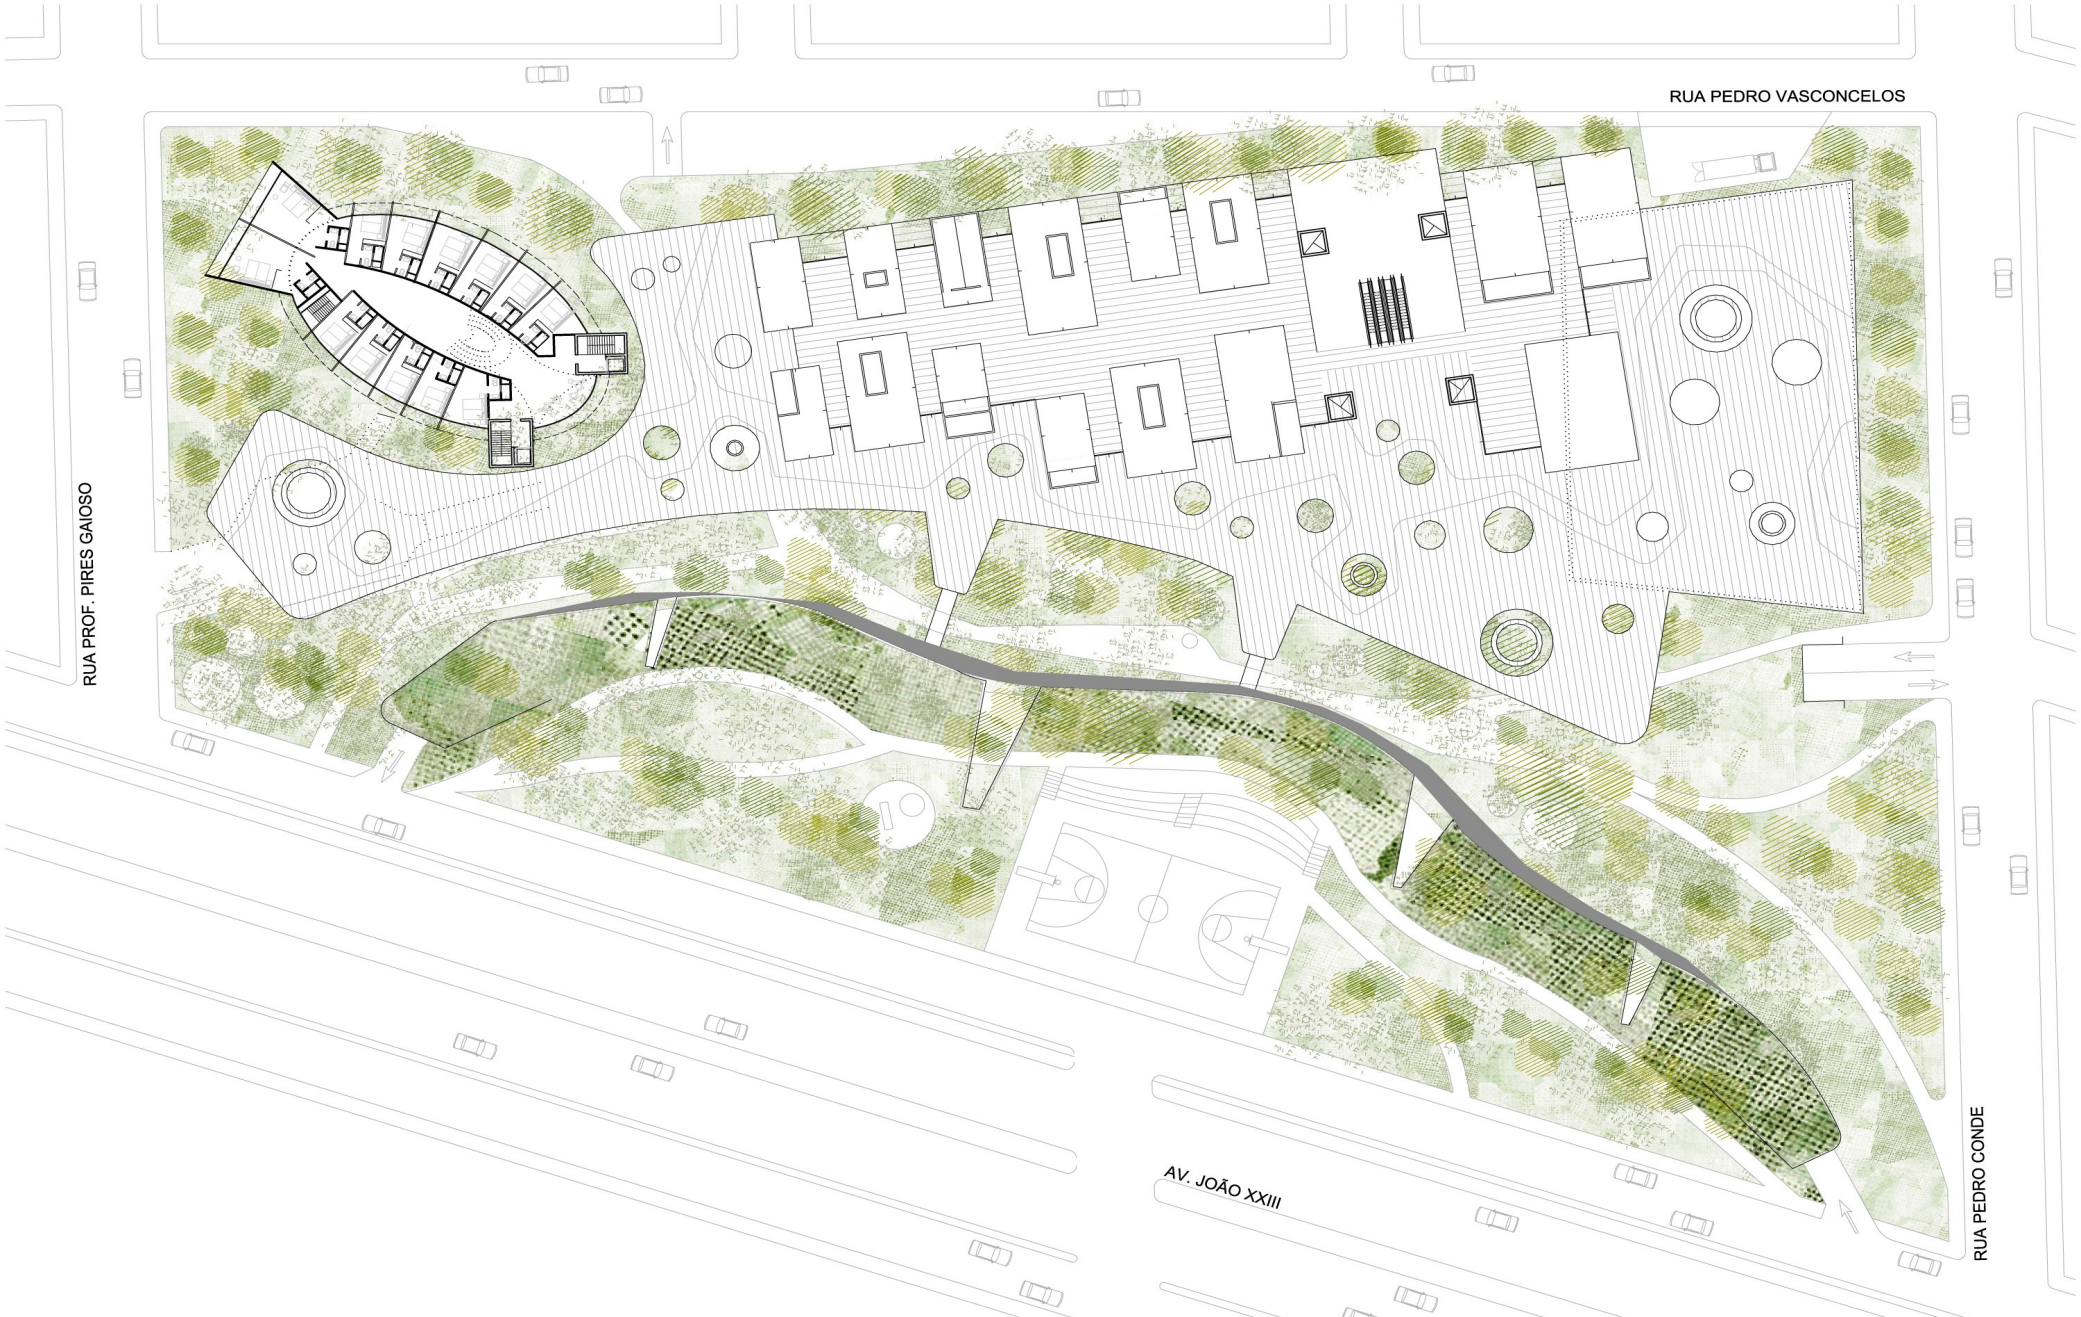 RUA PEDRO VASCONCELOS
RUA PROF. PIRES GAIOSO
AV. JOÃO XXIII
RUA PEDRO CONDE